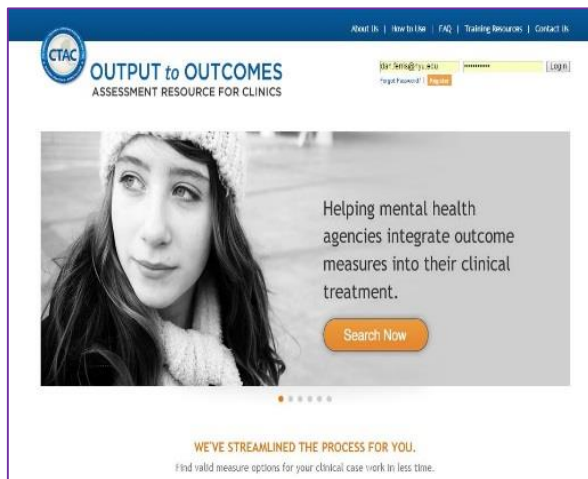 About Us | How to Use | FAQ | Training Resources | Contact Us
CTAC
OUTPUT to OUTCOMES
ASSESSMENT RESOURCE FOR CLINICS
Login
Forgot Password? | Register
Helping mental health
agencies integrate outcome
measures into their clinical
treatment.
Search Now
WE'VE STREAMLINED THE PROCESS FOR YOU.
Find valid measure options for your clinical case work in less time.